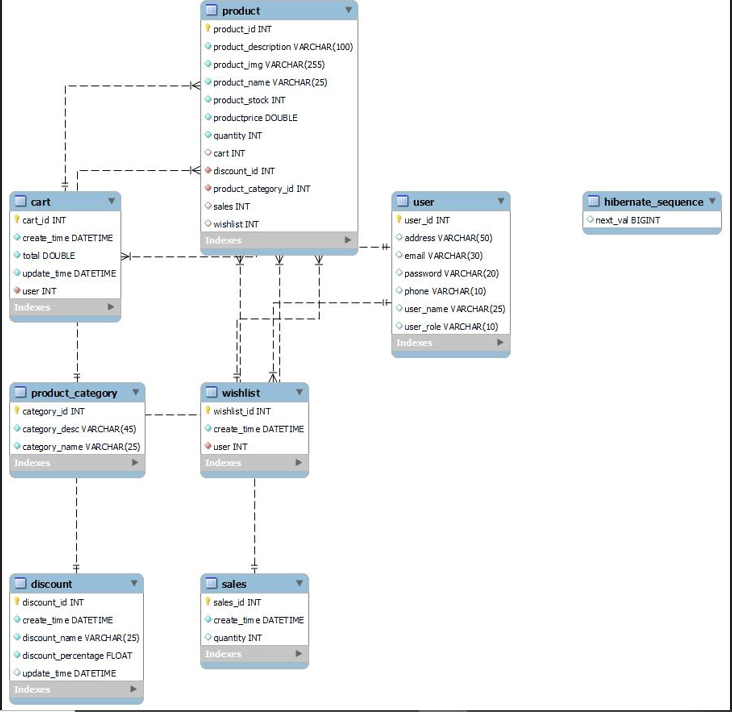 product
product_id INT
product_description VARCHAR(100)
product_img VARCHAR(255)
product_name VARCHAR(25)
product_stock INT
productprice DOUBLE
quantity INT
cart INT
discount_id INT
product_category_id INT
sales INT
wishlist INT
Indexes
cart
cart_id INT
create_time DATETIME
total DOUBLE
update_time DATETIME
user INT
Indexes
user
user_id INT
address VARCHAR(50)
email VARCHAR(30)
password VARCHAR(20)
phone VARCHAR(10)
user_name VARCHAR(25)
user_role VARCHAR(10)
Indexes
hibernate_sequence
next_val BIGINT
Indexes
product_category
category_id INT
category_desc VARCHAR(45)
category_name VARCHAR(25)
Indexes
wishlist
wishlist_id INT
create_time DATETIME
user INT
Indexes
discount
discount_id INT
create_time DATETIME
discount_name VARCHAR(25)
discount_percentage FLOAT
update_time DATETIME
Indexes
sales
sales_id INT
create_time DATETIME
quantity INT
Indexes